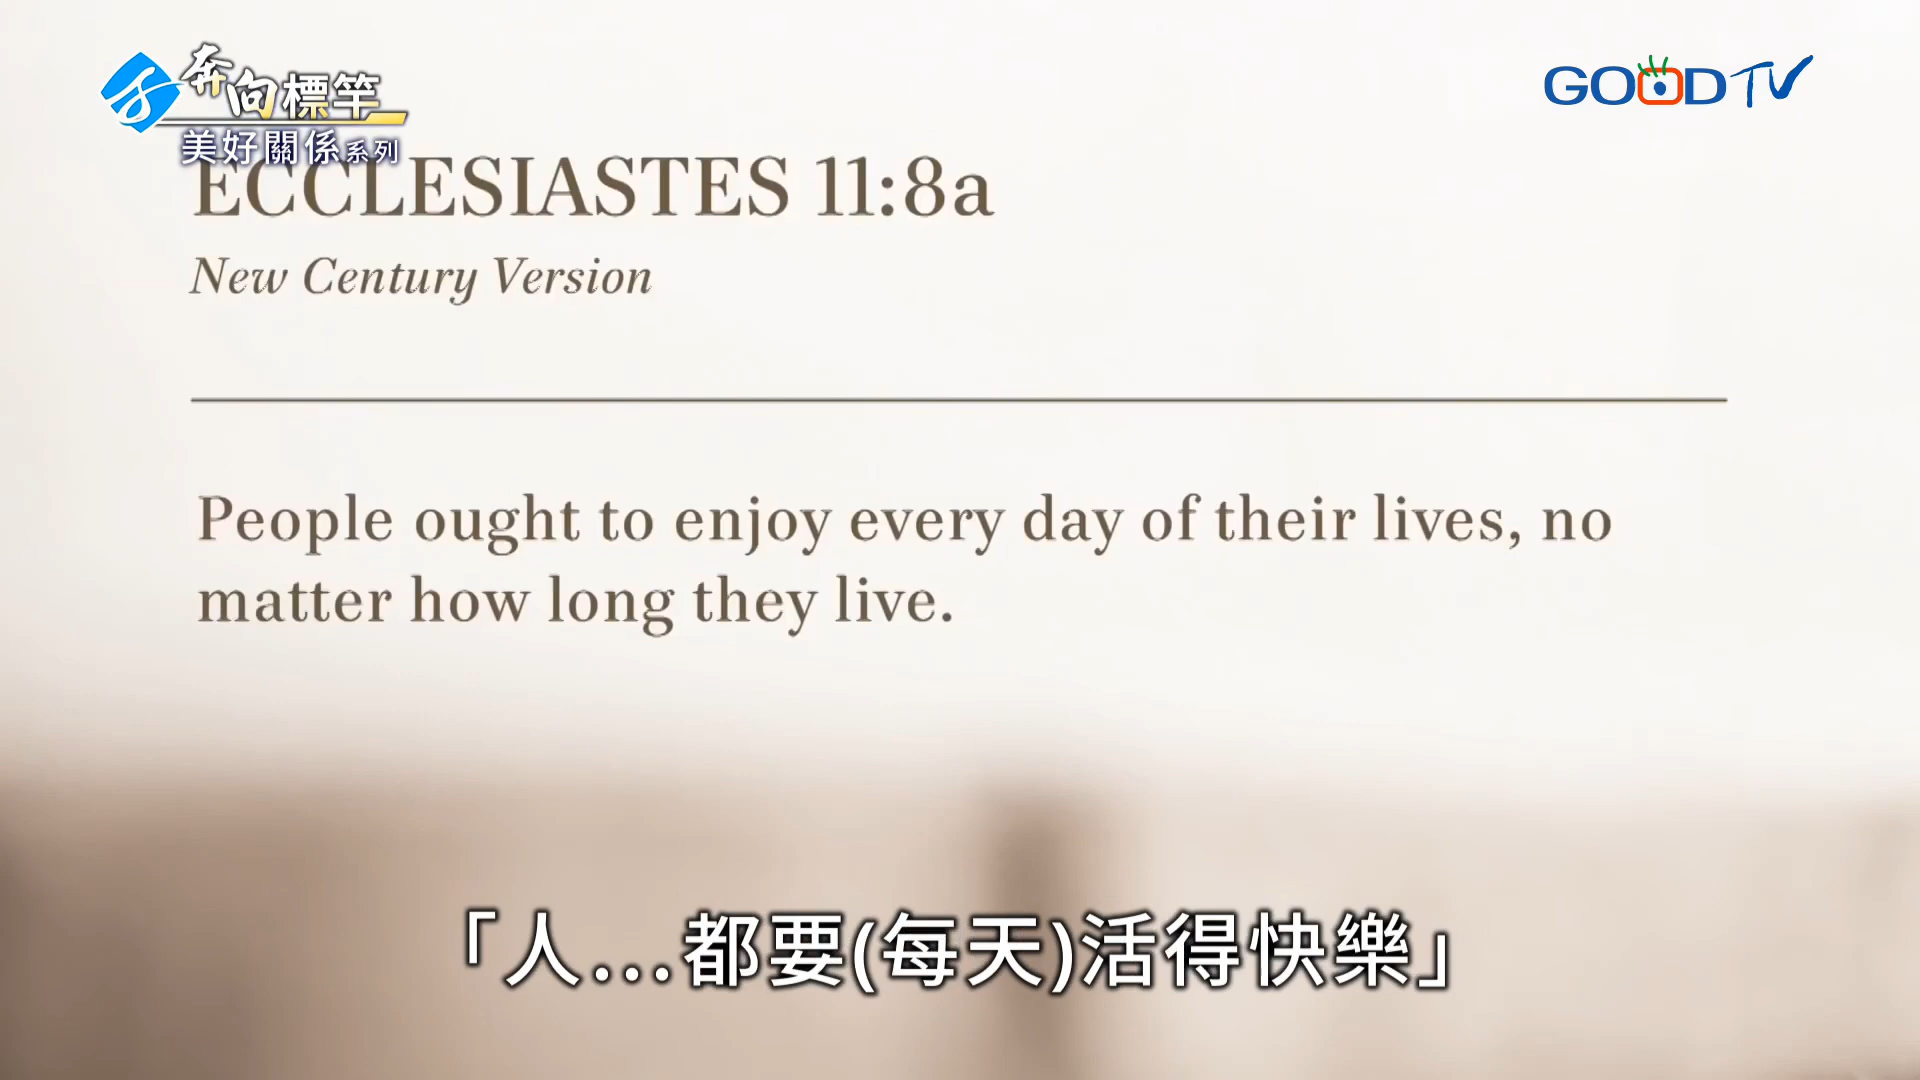 奔向標竿
美好關係系列
GOOD TV
ECCLESIASTES 11:8a
New Century Version
People ought to enjoy every day of their lives, no
matter how long they live.
「人...都要(每天)活得快樂」